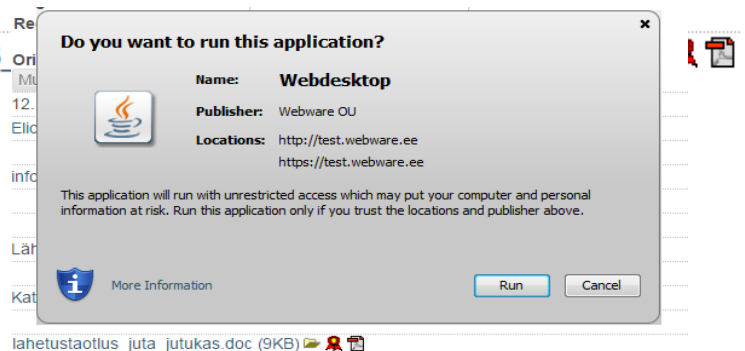 Re
Do you want to run this application?
Ori
Name: Webdesktop
12.
Publisher: Webware OU
Elic
Locations: http://test.webware.ee
https://test.webware.ee
info
This application will run with unrestricted access which may put your computer and personal
information at risk. Run this application only if you trust the locations and publisher above.
Läh
More Information
Run
Cancel
Kat
lahetustaotlus_juta_jutukas.doc (9KB)